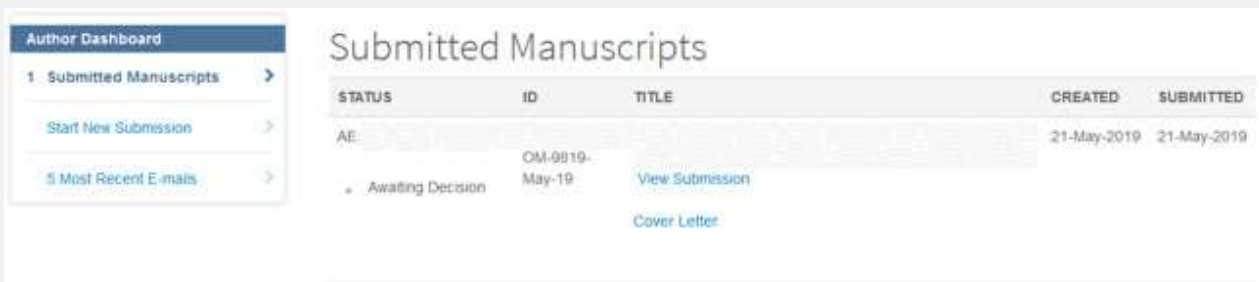 Author Dashboard
1 Submitted Manuscripts
Start New Submission
5 Most Recent E-mails
Submitted Manuscripts
STATUS ID TITLE CREATED SUBMITTED
AE: 21-May-2019 21-May-2019
OM-9819-
May-19
Awaiting Decision
View Submission
Cover Letter